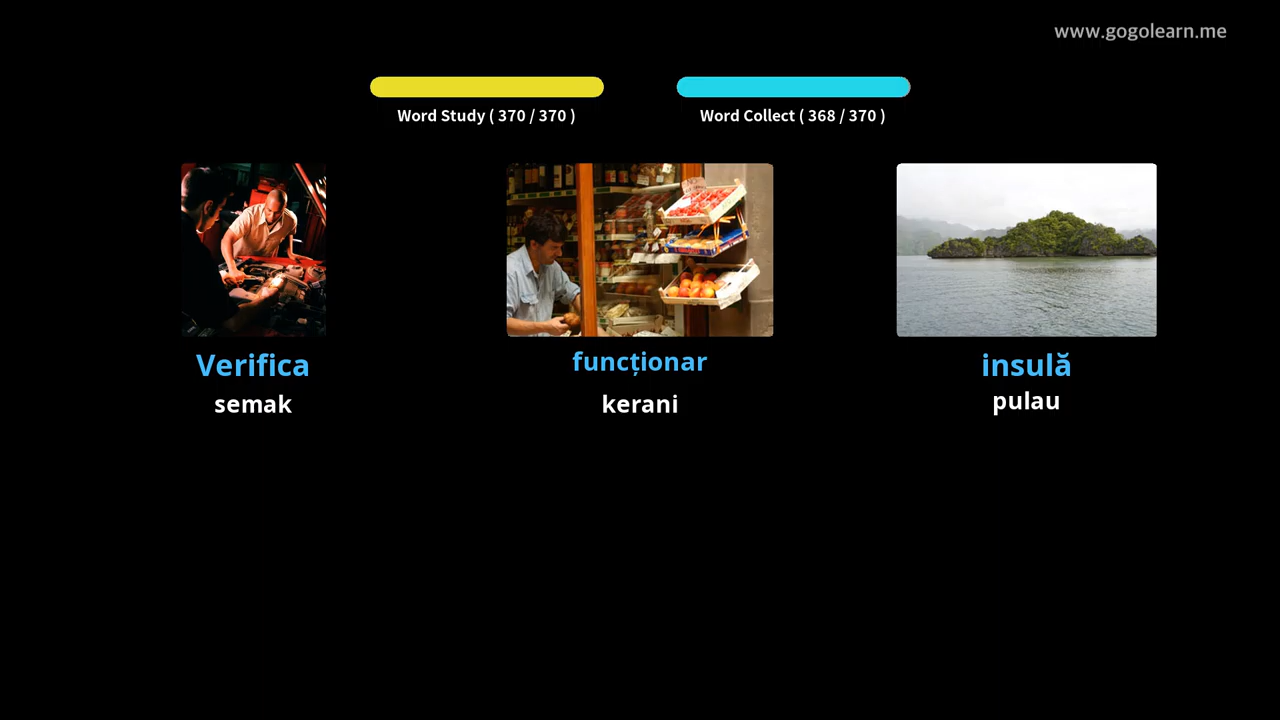 www.gogolearn.me
Word Study ( 370 / 370 )
Word Collect ( 368 / 370 )
Verifica
semak
funcționar
kerani
insulă
pulau